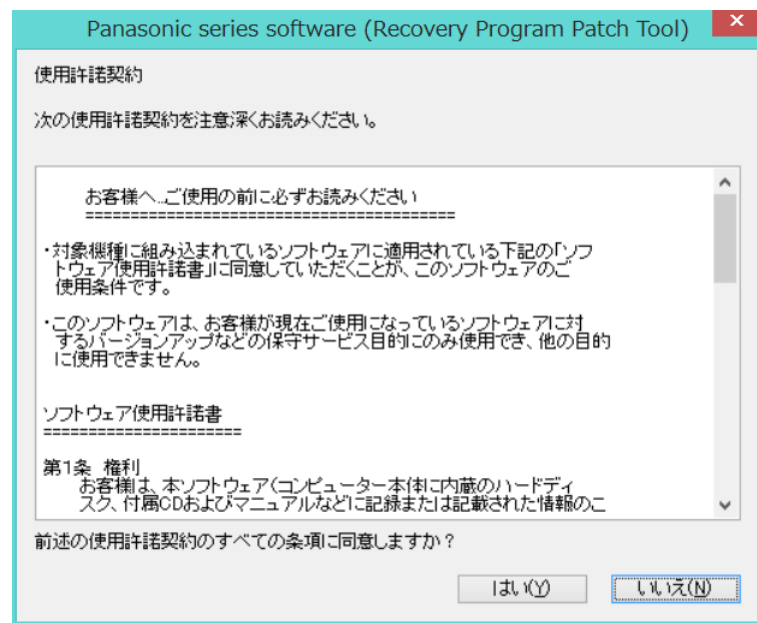 Panasonic series software (Recovery Program Patch Tool)
使用許諾契約
次の使用許諾契約を注意深くお読みください。
お客様へ…ご使用の前に必ずお読みください
=========================================
・対象機種に組み込まれているソフトウェアに適用されている下記の「ソフ
トウェア使用許諾書」に同意していただくことが、このソフトウェアのご
使用条件です。
・このソフトウェアは、お客様が現在ご使用になっているソフトウェアに対
するバージョンアップなどの保守サービス目的にのみ使用でき、他の目的
に使用できません。
ソフトウェア使用許諾書
======================
第1条 権利
お客様は、本ソフトウェア(コンピューター本体に内蔵のハードディ
スク、付属CDおよびマニュアルなどに記録または記載された情報のこ
前述の使用許諾契約のすべての条項に同意しますか？
はい(Y)
いいえ(N)